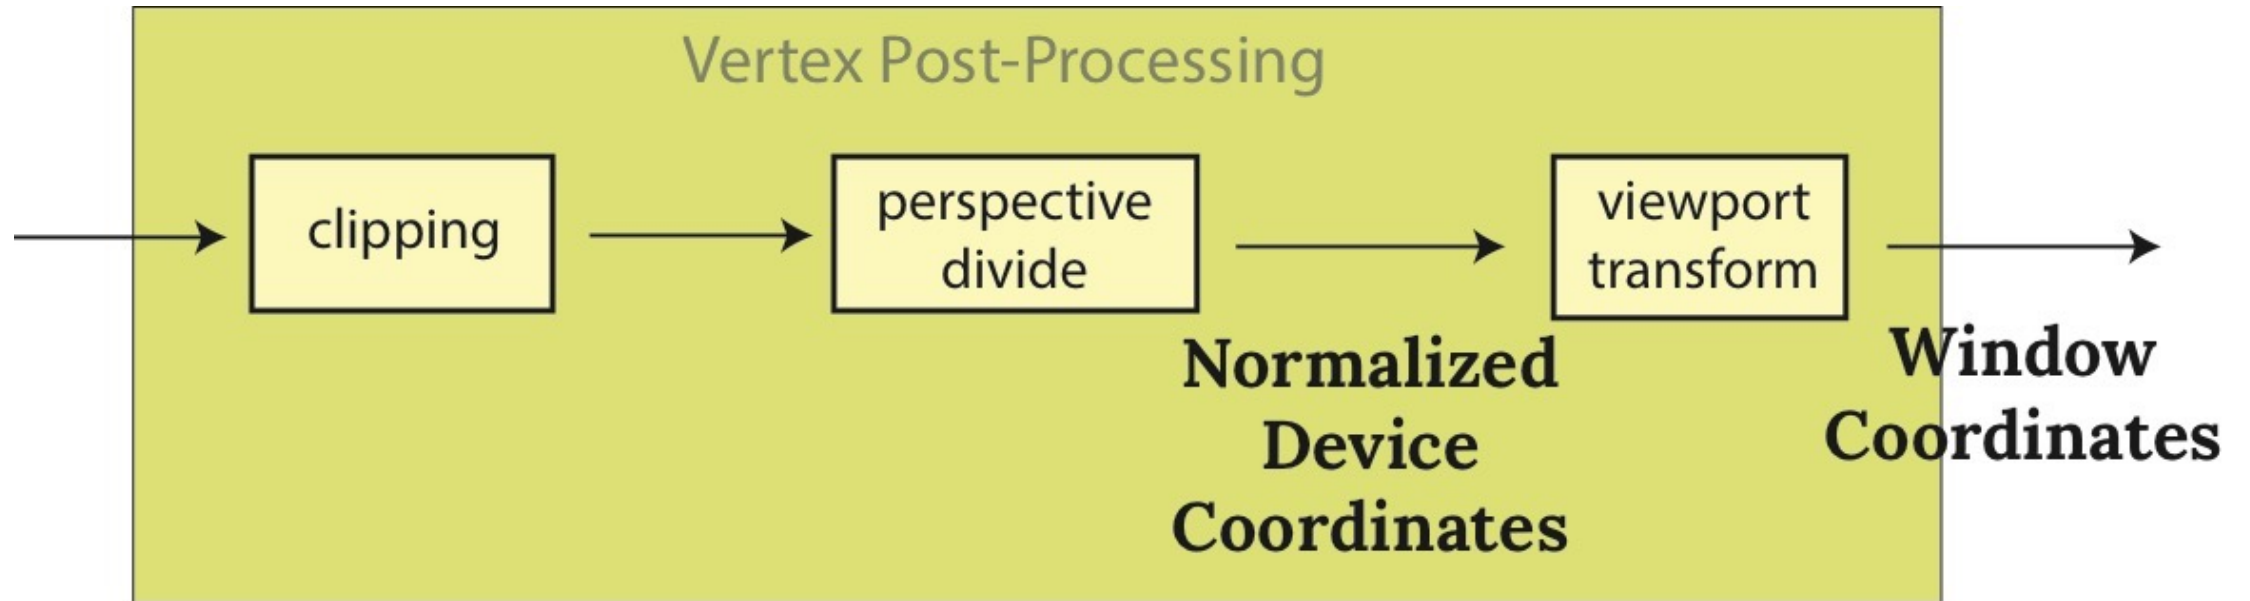 Vertex Post-Processing
clipping
perspective
divide
viewport
transform
Normalized
Device
Coordinates
Window
Coordinates